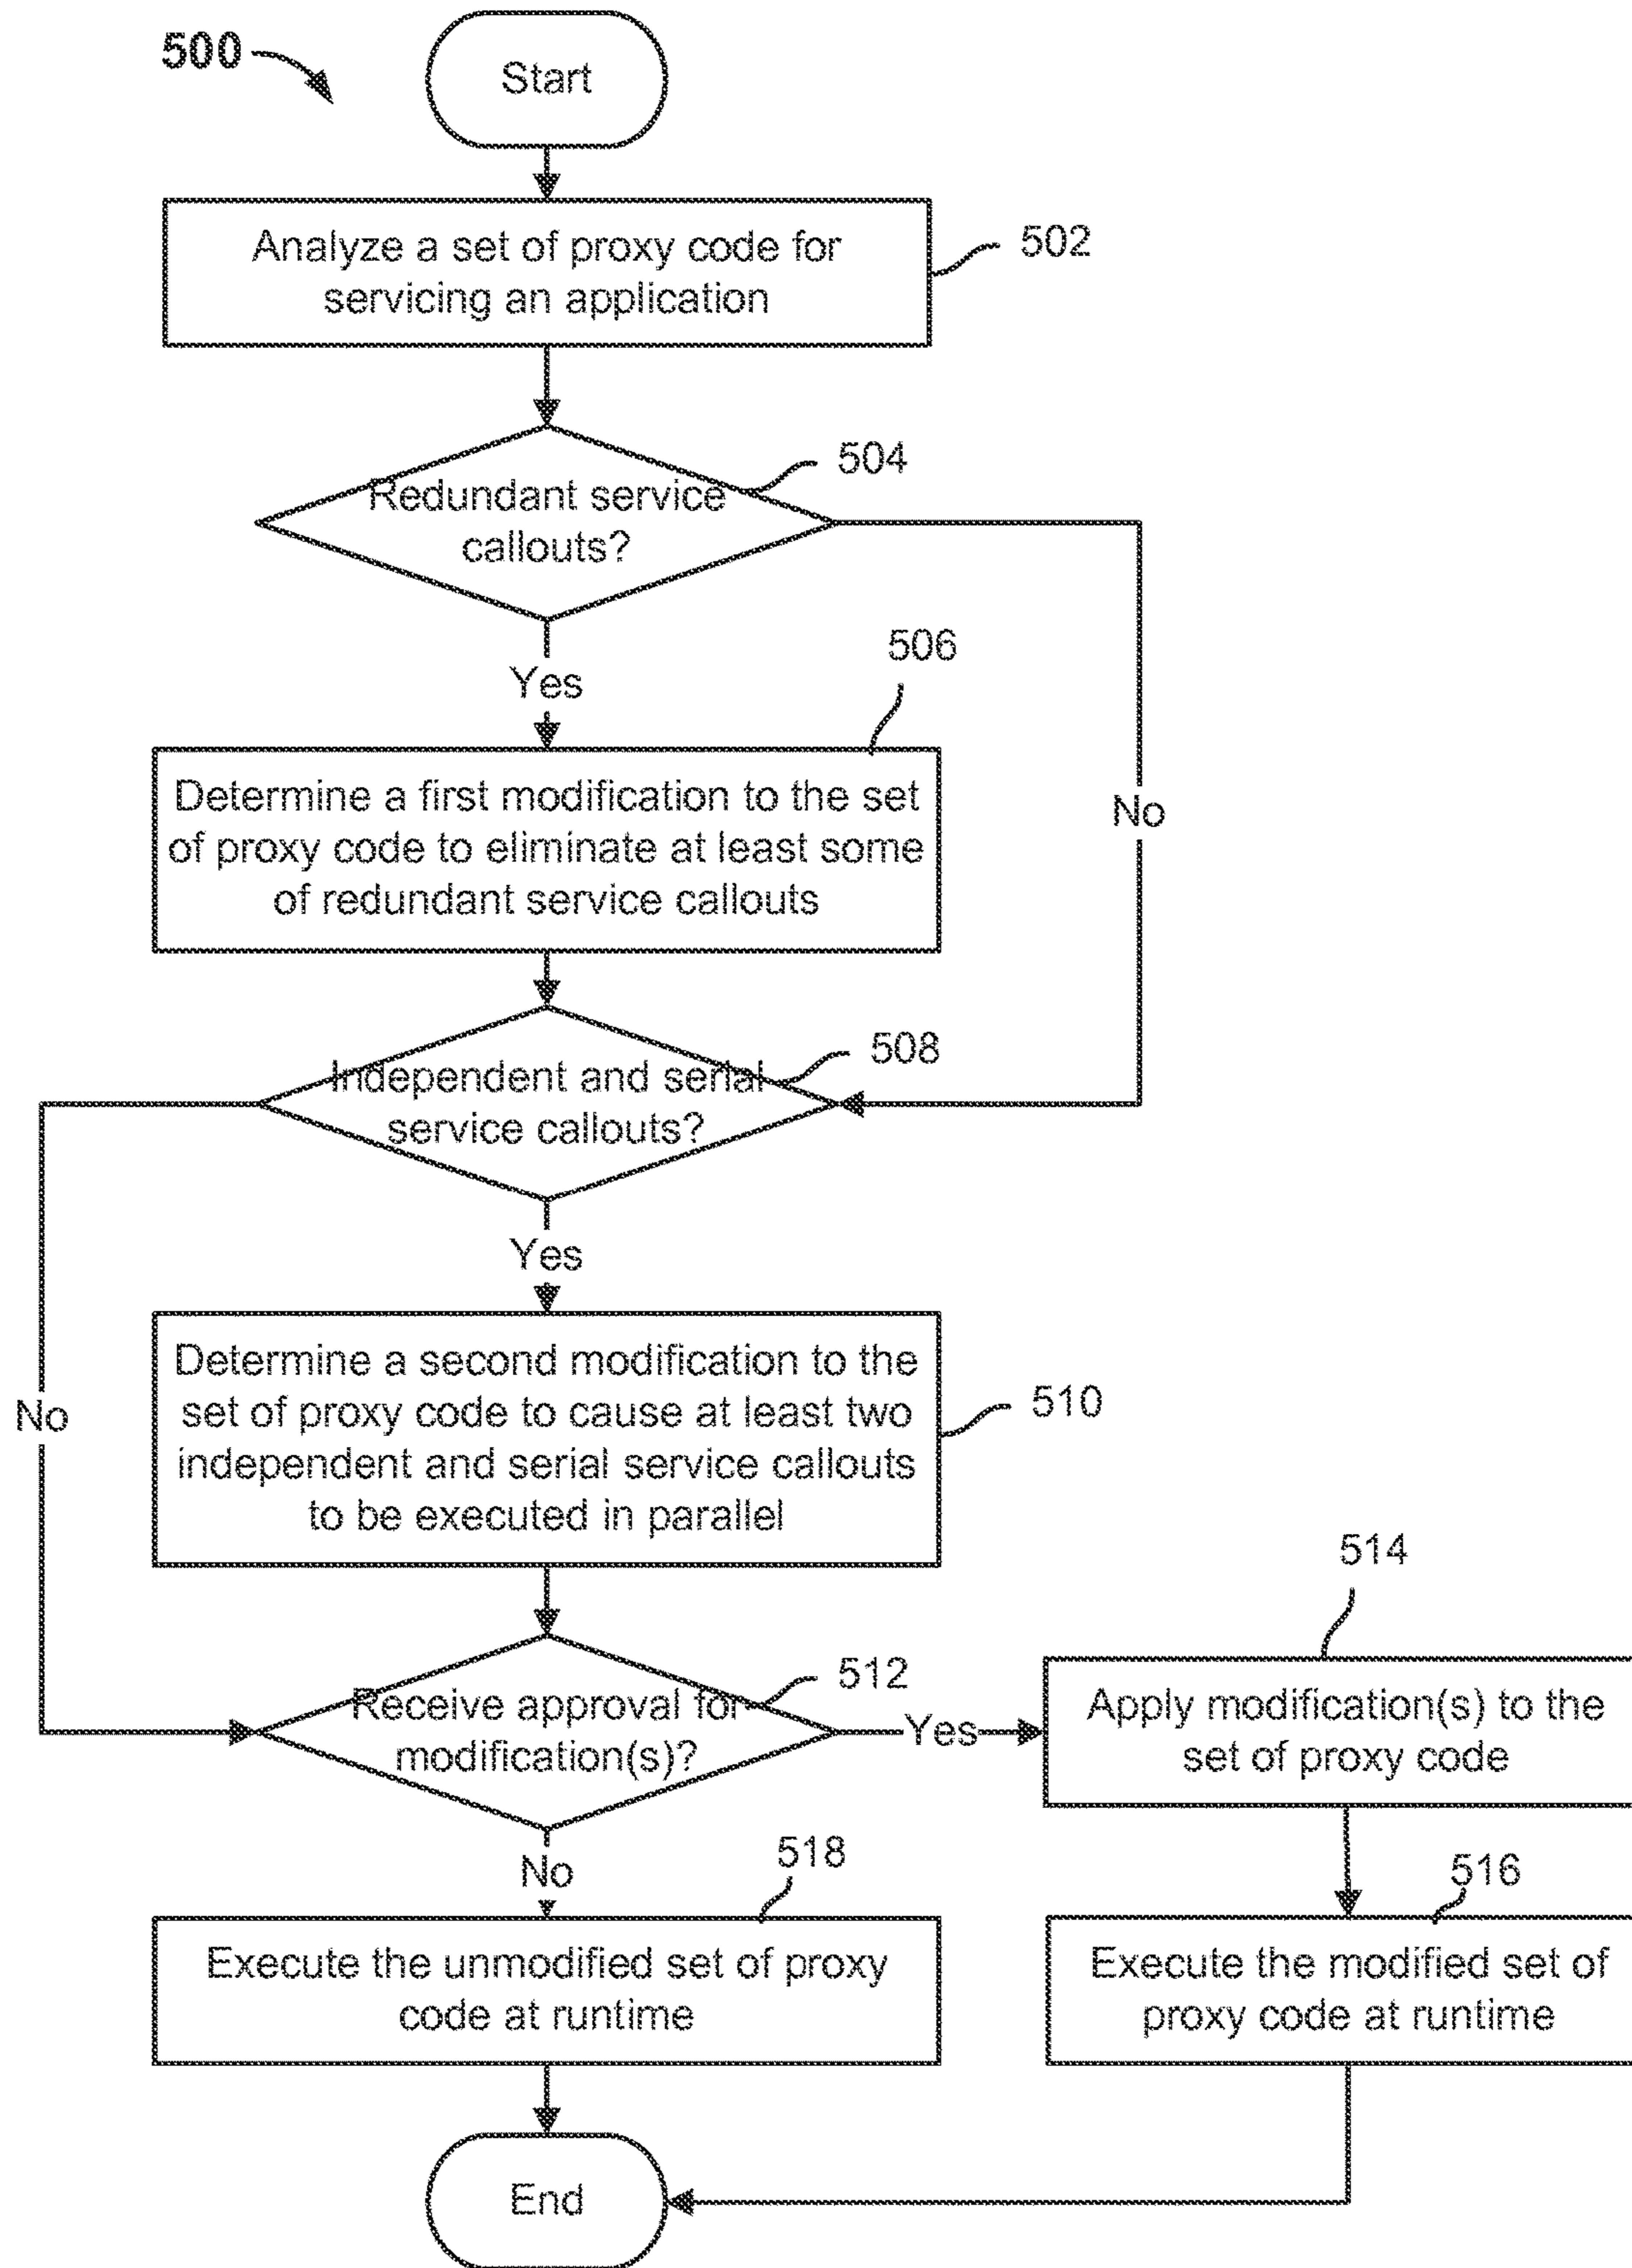 500
Start
Analyze a set of proxy code for
servicing an application
502
Redundant service
callouts?
504
Yes
No
506
Determine a first modification to the set
of proxy code to eliminate at least some
of redundant service callouts
Independent and serial
service callouts?
508
Yes
No
Determine a second modification to the
set of proxy code to cause at least two
independent and serial service callouts
to be executed in parallel
510
Receive approval for
modification(s)?
512
Yes
514
Apply modification(s) to the
set of proxy code
No
518
Execute the unmodified set of proxy
code at runtime
516
Execute the modified set of
proxy code at runtime
End